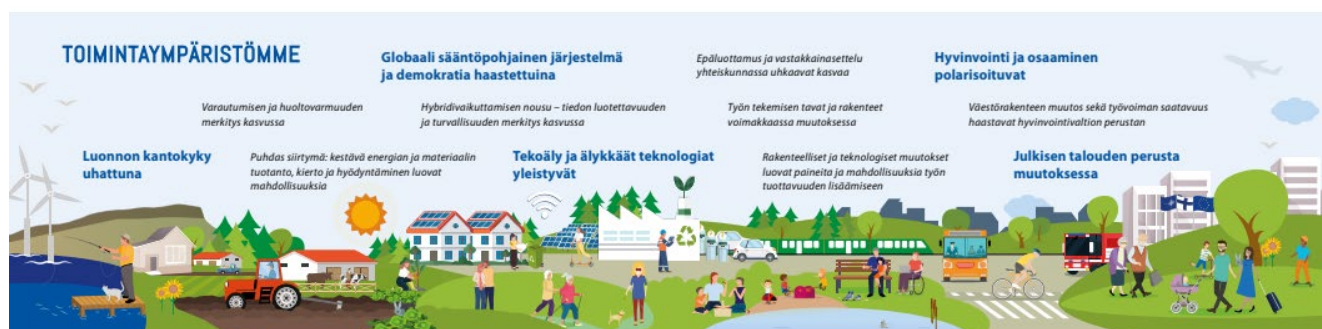 TOIMINTAYMPÄRISTÖMME
Globaali sääntöpohjainen järjestelmä
ja demokratia haastettuina
Epäluottamus ja vastakkainasettelu
yhteiskunnassa uhkaavat kasvaa
Hyvinvointi ja osaaminen
polarisoituvat
Varautumisen ja huoltovarmuuden
merkitys kasvussa
Hybridivaikuttamisen nousu – tiedon luotettavuuden
ja turvallisuuden merkitys kasvussa
Työn tekemisen tavat ja rakenteet
voimakkaassa muutoksessa
Väestörakenteen muutos sekä työvoiman saatavuus
haastavat hyvinvointivaltion perustan
Luonnon kantokyky
uhattuna
Puhdas siirtymä: kestävä energian ja materiaalin
tuotanto, kierto ja hyödyntäminen luovat
mahdollisuuksia
Tekoäly ja älykkäät teknologiat
yleistyvät
Rakenteelliset ja teknologiset muutokset
luovat paineita ja mahdollisuuksia työn
tuottavuuden lisäämiseen
Julkisen talouden perusta
muutoksessa